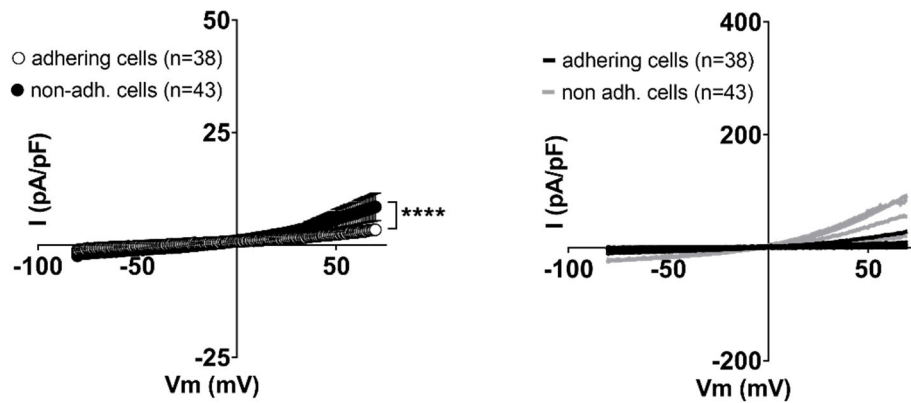 50
adhering cells (n=38)
non-adh. cells (n=43)
25
I (pA/pF)
****
-100
-50
50
-25
Vm (mV)
400
adhering cells (n=38)
non adh. cells (n=43)
200
I (pA/pF)
-100
-50
50
-200
Vm (mV)